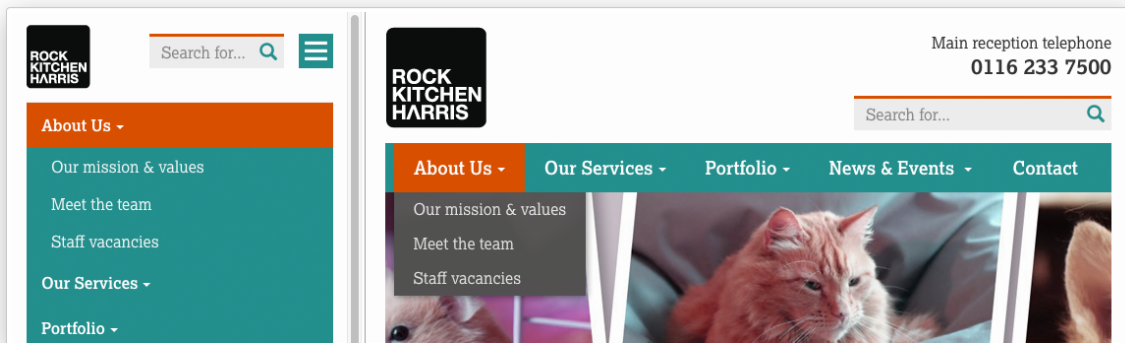 ROCK
KITCHEN
HARRIS
Search for...
About Us
Our mission & values
Meet the team
Staff vacancies
Our Services
Portfolio
ROCK
KITCHEN
HARRIS
Main reception telephone
0116 233 7500
Search for...
About Us Our Services Portfolio News & Events Contact
Our mission & values
Meet the team
Staff vacancies